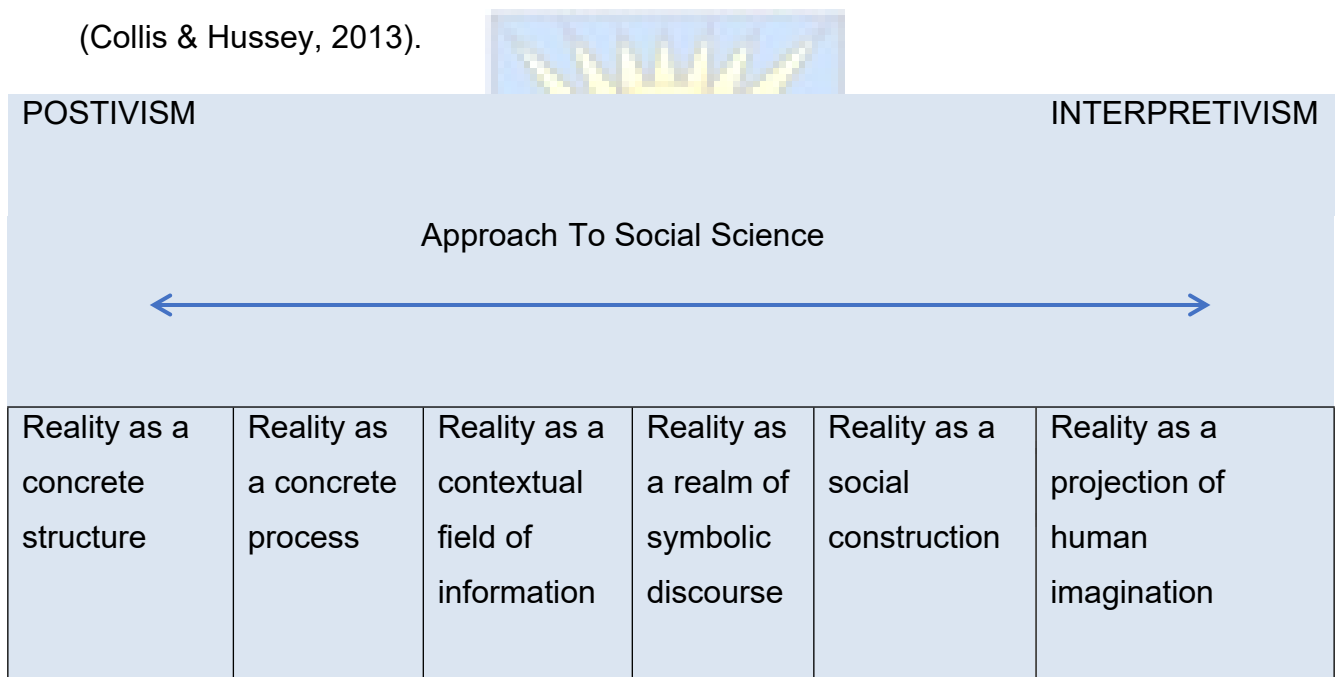 (Collis & Hussey, 2013).
POSTIVISM
INTERPRETIVISM
Approach To Social Science
Reality as a
concrete
structure
Reality as
a concrete
process
Reality as a
contextual
field of
information
Reality as
a realm of
symbolic
discourse
Reality as a
social
construction
Reality as a
projection of
human
imagination